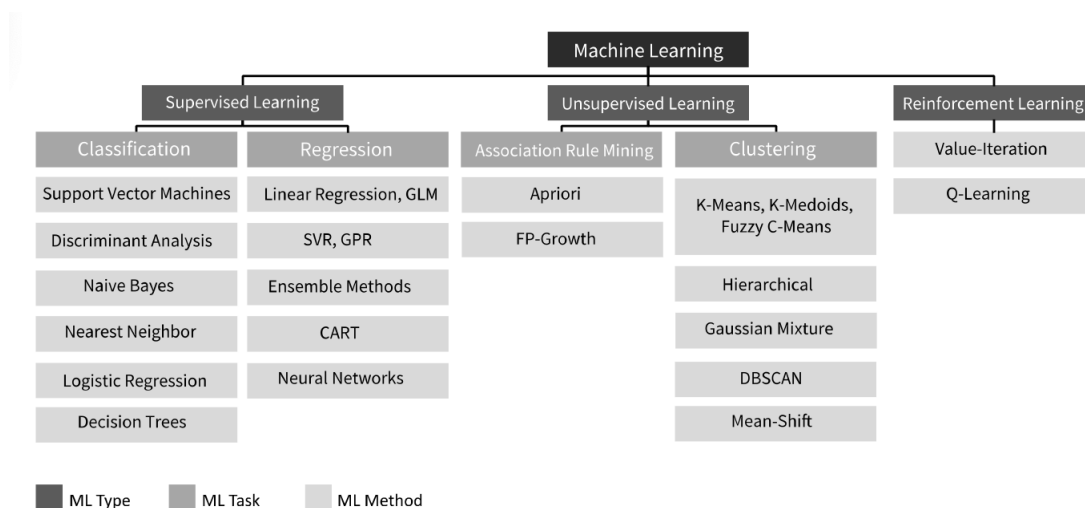 Machine Learning
Supervised Learning
Unsupervised Learning
Reinforcement Learning
Classification
Regression
Association Rule Mining
Clustering
Value-Iteration
Support Vector Machines
Linear Regression, GLM
Apriori
K-Means, K-Medoids,
Fuzzy C-Means
Q-Learning
Discriminant Analysis
SVR, GPR
FP-Growth
Naive Bayes
Ensemble Methods
Hierarchical
Nearest Neighbor
CART
Gaussian Mixture
Logistic Regression
Neural Networks
DBSCAN
Decision Trees
Mean-Shift
ML Type
ML Task
ML Method